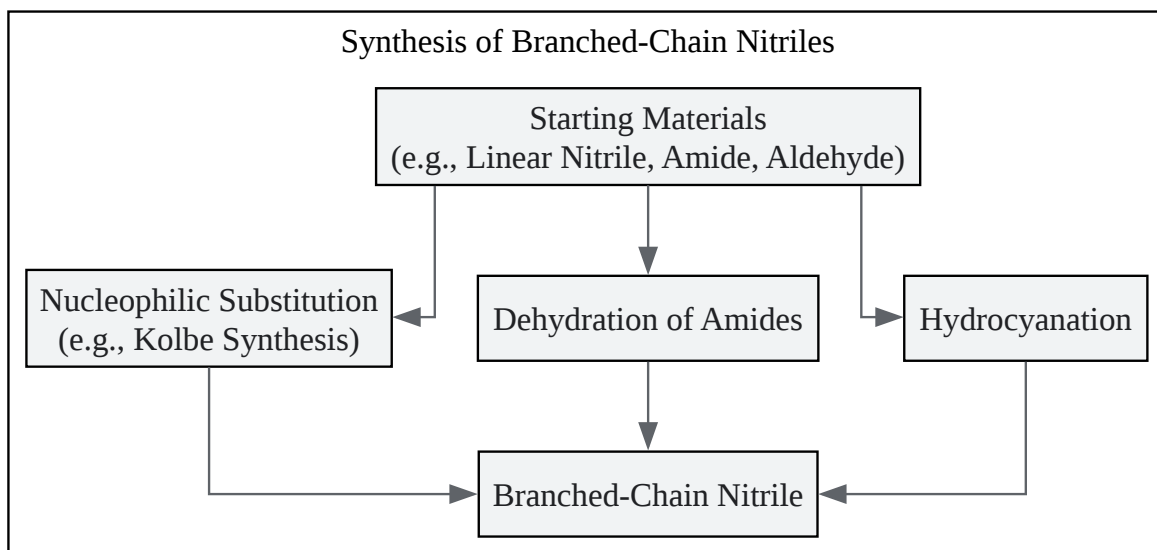 Synthesis of Branched-Chain Nitriles
Starting Materials
(e.g., Linear Nitrile, Amide, Aldehyde)
Nucleophilic Substitution
(e.g., Kolbe Synthesis)
Dehydration of Amides
Hydrocyanation
Branched-Chain Nitrile